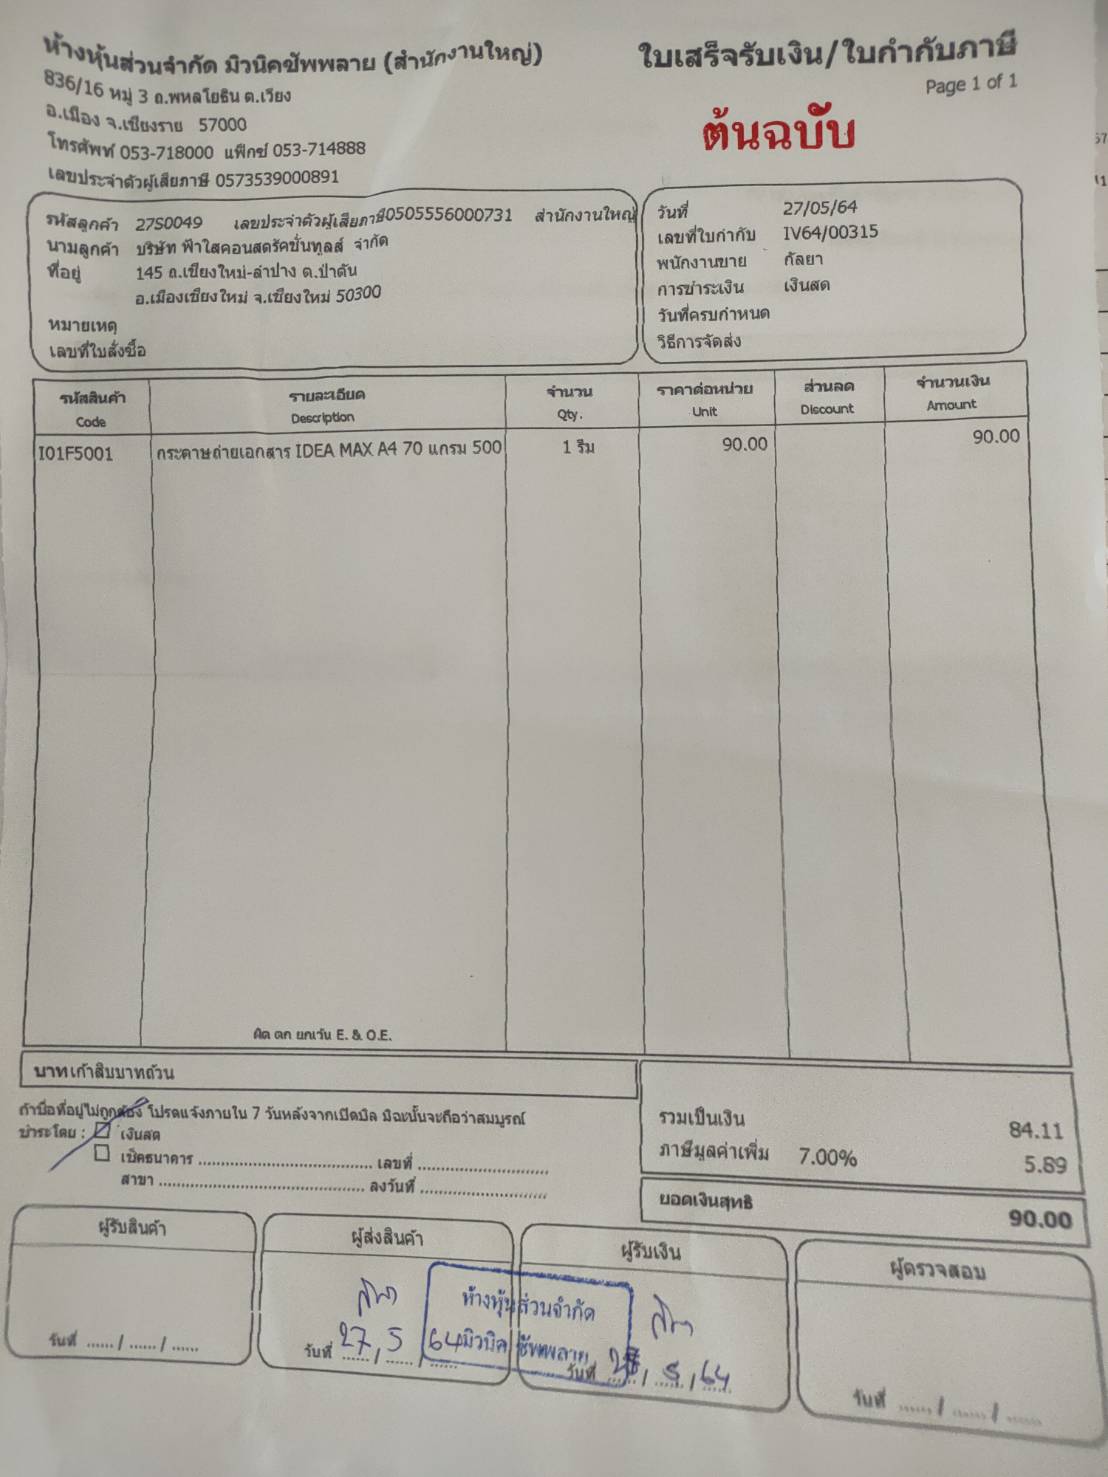 ห้างหุ้นส่วนจำกัด มิวนิคซัพพลาย (สำนักงานใหญ่)
836/16 หมู่ 3 ถ.พหลโยธิน ต.เวียง
อ.เมือง จ.เชียงราย 57000
โทรศัพท์ 053-718000 แฟ็กซ์ 053-714888
เลขประจำตัวผู้เสียภาษี 0573539000891
ใบเสร็จรับเงิน/ใบกำกับภาษี
Page 1 of 1
ต้นฉบับ
รหัสลูกค้า 27S0049 เลขประจำตัวผู้เสียภาษี0505556000731 สำนักงานใหญ่
นามลูกค้า บริษัท ฟ้าใสคอนสตรัคชั่นทูลส์ จำกัด
ที่อยู่ 145 ถ.เชียงใหม่-ลำปาง ต.ป่าตัน
อ.เมืองเชียงใหม่ จ.เชียงใหม่ 50300
หมายเหตุ
เลขที่ใบสั่งซื้อ
วันที่ 27/05/64
เลขที่ใบกำกับ IV64/00315
พนักงานขาย กัลยา
การชำระเงิน เงินสด
วันที่ครบกำหนด
วิธีการจัดส่ง
รหัสสินค้า รายละเอียด จำนวน ราคาต่อหน่วย ส่วนลด จำนวนเงิน
Code Description Qty. Unit Discount Amount
I01F5001 กระดาษถ่ายเอกสาร IDEA MAX A4 70 แกรม 500 1 รีม 90.00 90.00
ผิด ตก ยกเว้น E. & O.E.
บาทเก้าสิบบาทถ้วน
ถ้าชื่อที่อยู่ไม่ถูกต้อง โปรดแจ้งภายใน 7 วันหลังจากเปิดบิล มิฉะนั้นจะถือว่าสมบูรณ์
ชำระโดย : เงินสด
เช็คธนาคาร ........................ เลขที่ ........................
สาขา ........................ ลงวันที่ ........................
รวมเป็นเงิน 84.11
ภาษีมูลค่าเพิ่ม 7.00% 5.89
ยอดเงินสุทธิ 90.00
ผู้รับสินค้า
วันที่ ....../....../......
ผู้ส่งสินค้า
วันที่ 27/5/64
ห้างหุ้นส่วนจำกัด
มิวนิคซัพพลาย
ผู้รับเงิน
วันที่ 27/5/64
ผู้ตรวจสอบ
วันที่ ....../....../......